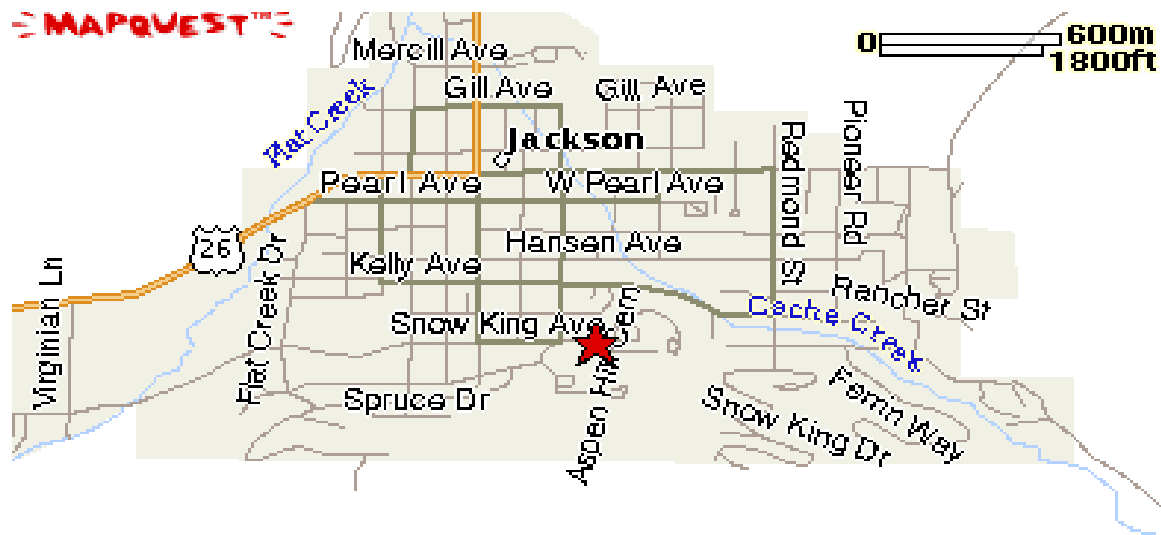 MAPQUEST™
0 600m
1800ft
Mercill Ave
Gill Ave
Gill Ave
Flat Creek
Jackson
Pearl Ave
W Pearl Ave
Redmond St
Pioneer Rd
26
Hansen Ave
Kelly Ave
Flat Creek Dr
Virginian Ln
Rancher St
Cache Creek
Snow King Ave
Spruce Dr
Aspen Hill Cem
Snow King Dr
Ferrin Way